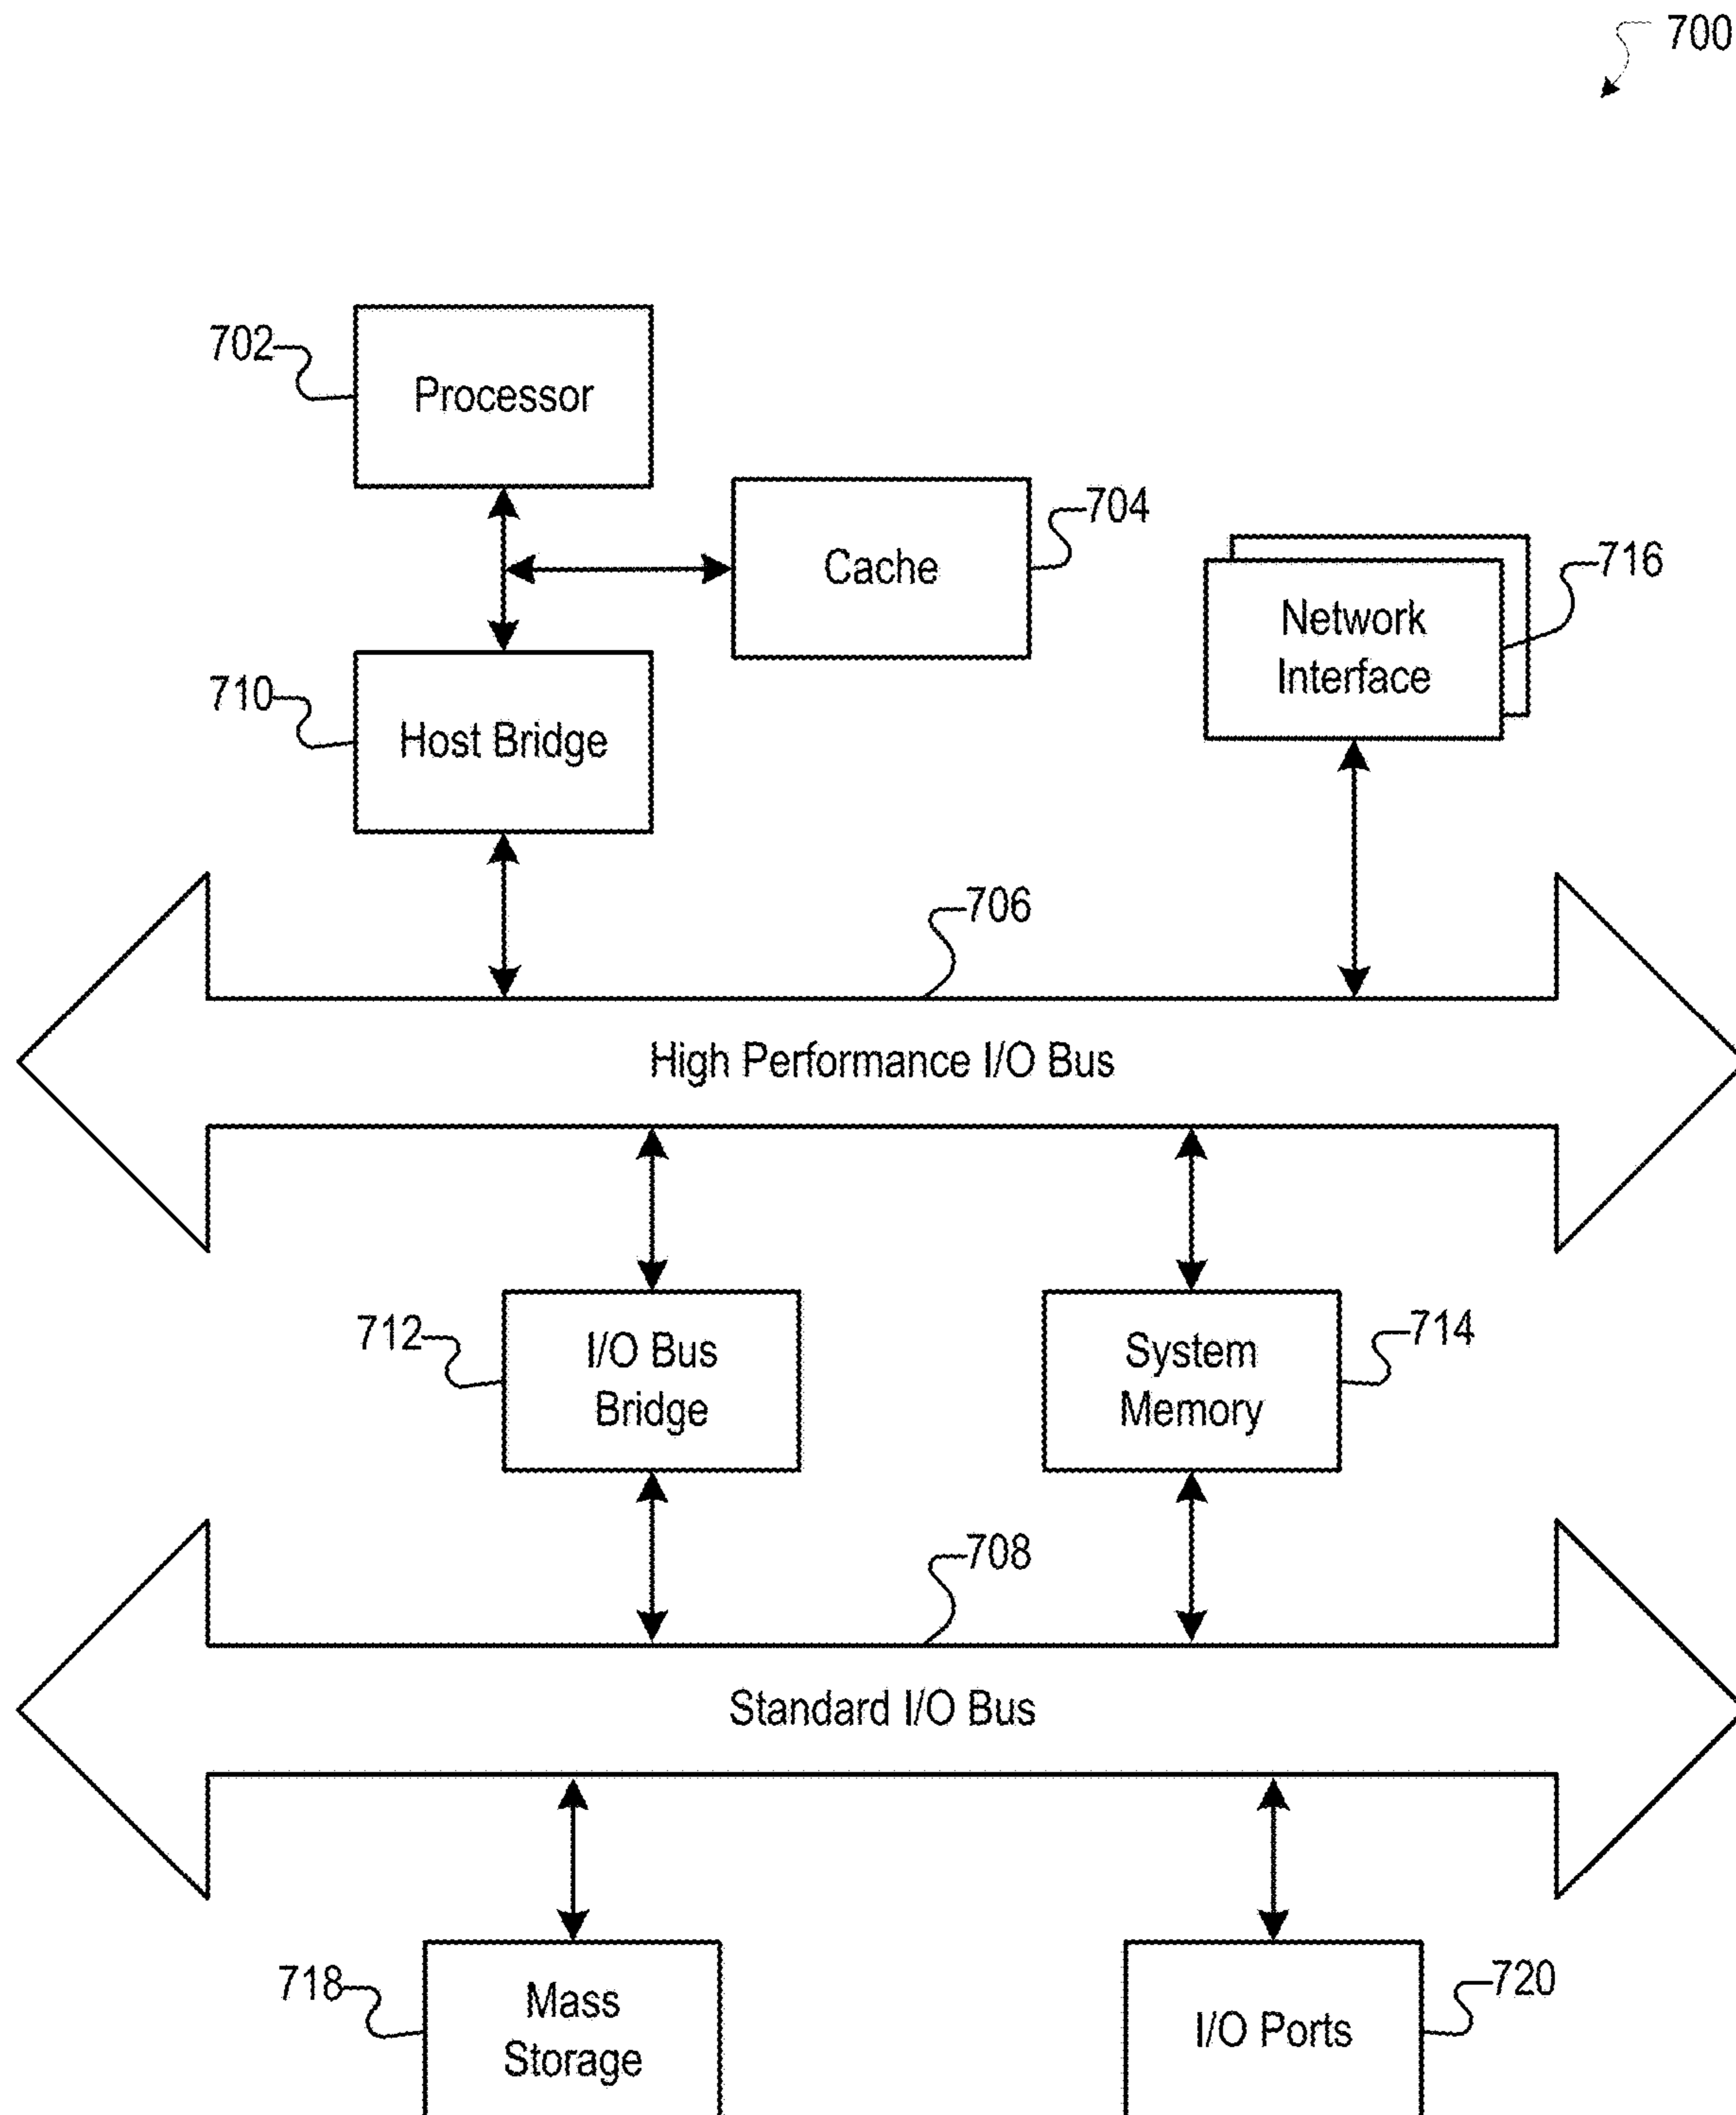 700
702
Processor
704
Cache
716
Network
Interface
710
Host Bridge
706
High Performance I/O Bus
712
I/O Bus
Bridge
System
Memory
714
708
Standard I/O Bus
718
Mass
Storage
I/O Ports
720